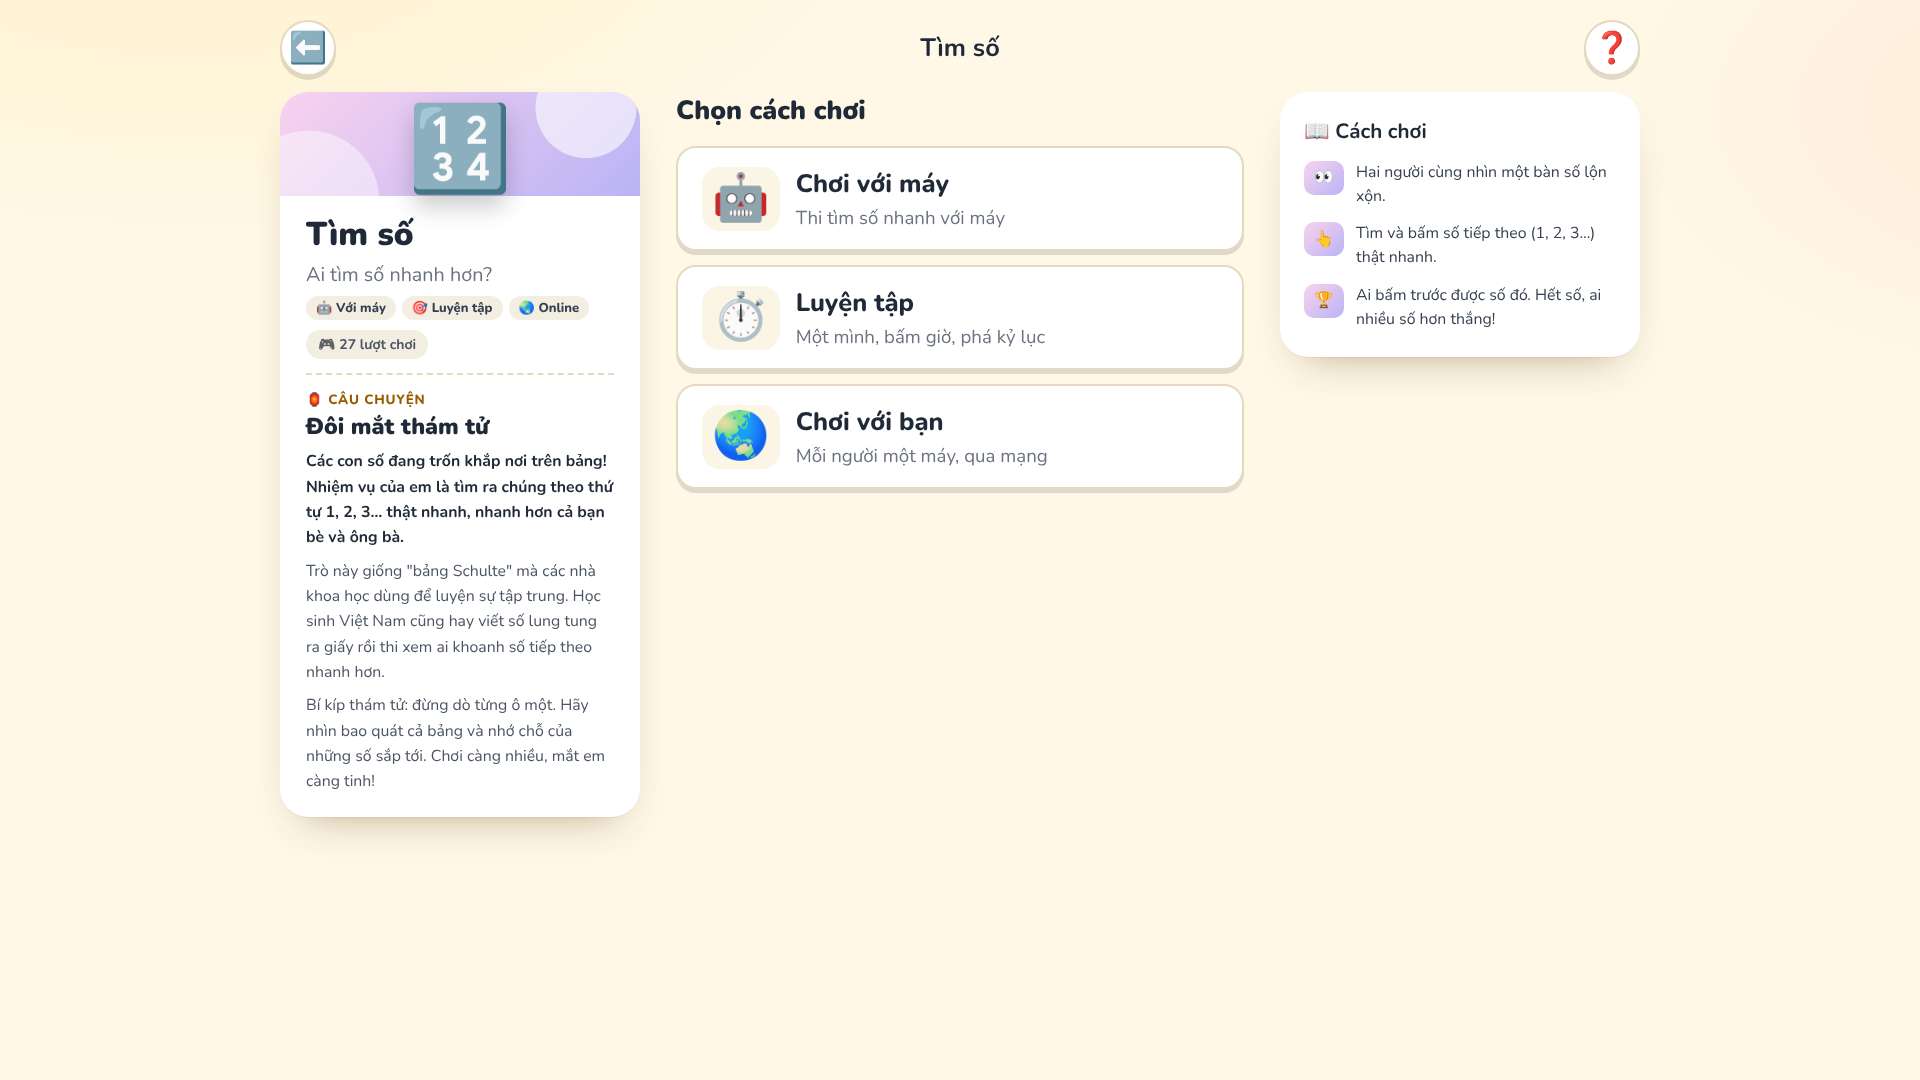 Tìm số
1 2
3 4
Tìm số
Ai tìm số nhanh hơn?
Với máy
Luyện tập
Online
27 lượt chơi
CÂU CHUYỆN
Đôi mắt thám tử
Các con số đang trốn khắp nơi trên bảng!
Nhiệm vụ của em là tìm ra chúng theo thứ
tự 1, 2, 3... thật nhanh, nhanh hơn cả bạn
bè và ông bà.
Trò này giống "bảng Schulte" mà các nhà
khoa học dùng để luyện sự tập trung. Học
sinh Việt Nam cũng hay viết số lung tung
ra giấy rồi thi xem ai khoanh số tiếp theo
nhanh hơn.
Bí kíp thám tử: đừng dò từng ô một. Hãy
nhìn bao quát cả bảng và nhớ chỗ của
những số sắp tới. Chơi càng nhiều, mắt em
càng tinh!
Chọn cách chơi
Chơi với máy
Thi tìm số nhanh với máy
Luyện tập
Một mình, bấm giờ, phá kỷ lục
Chơi với bạn
Mỗi người một máy, qua mạng
Cách chơi
Hai người cùng nhìn một bàn số lộn
xộn.
Tìm và bấm số tiếp theo (1, 2, 3...)
thật nhanh.
Ai bấm trước được số đó. Hết số, ai
nhiều số hơn thắng!